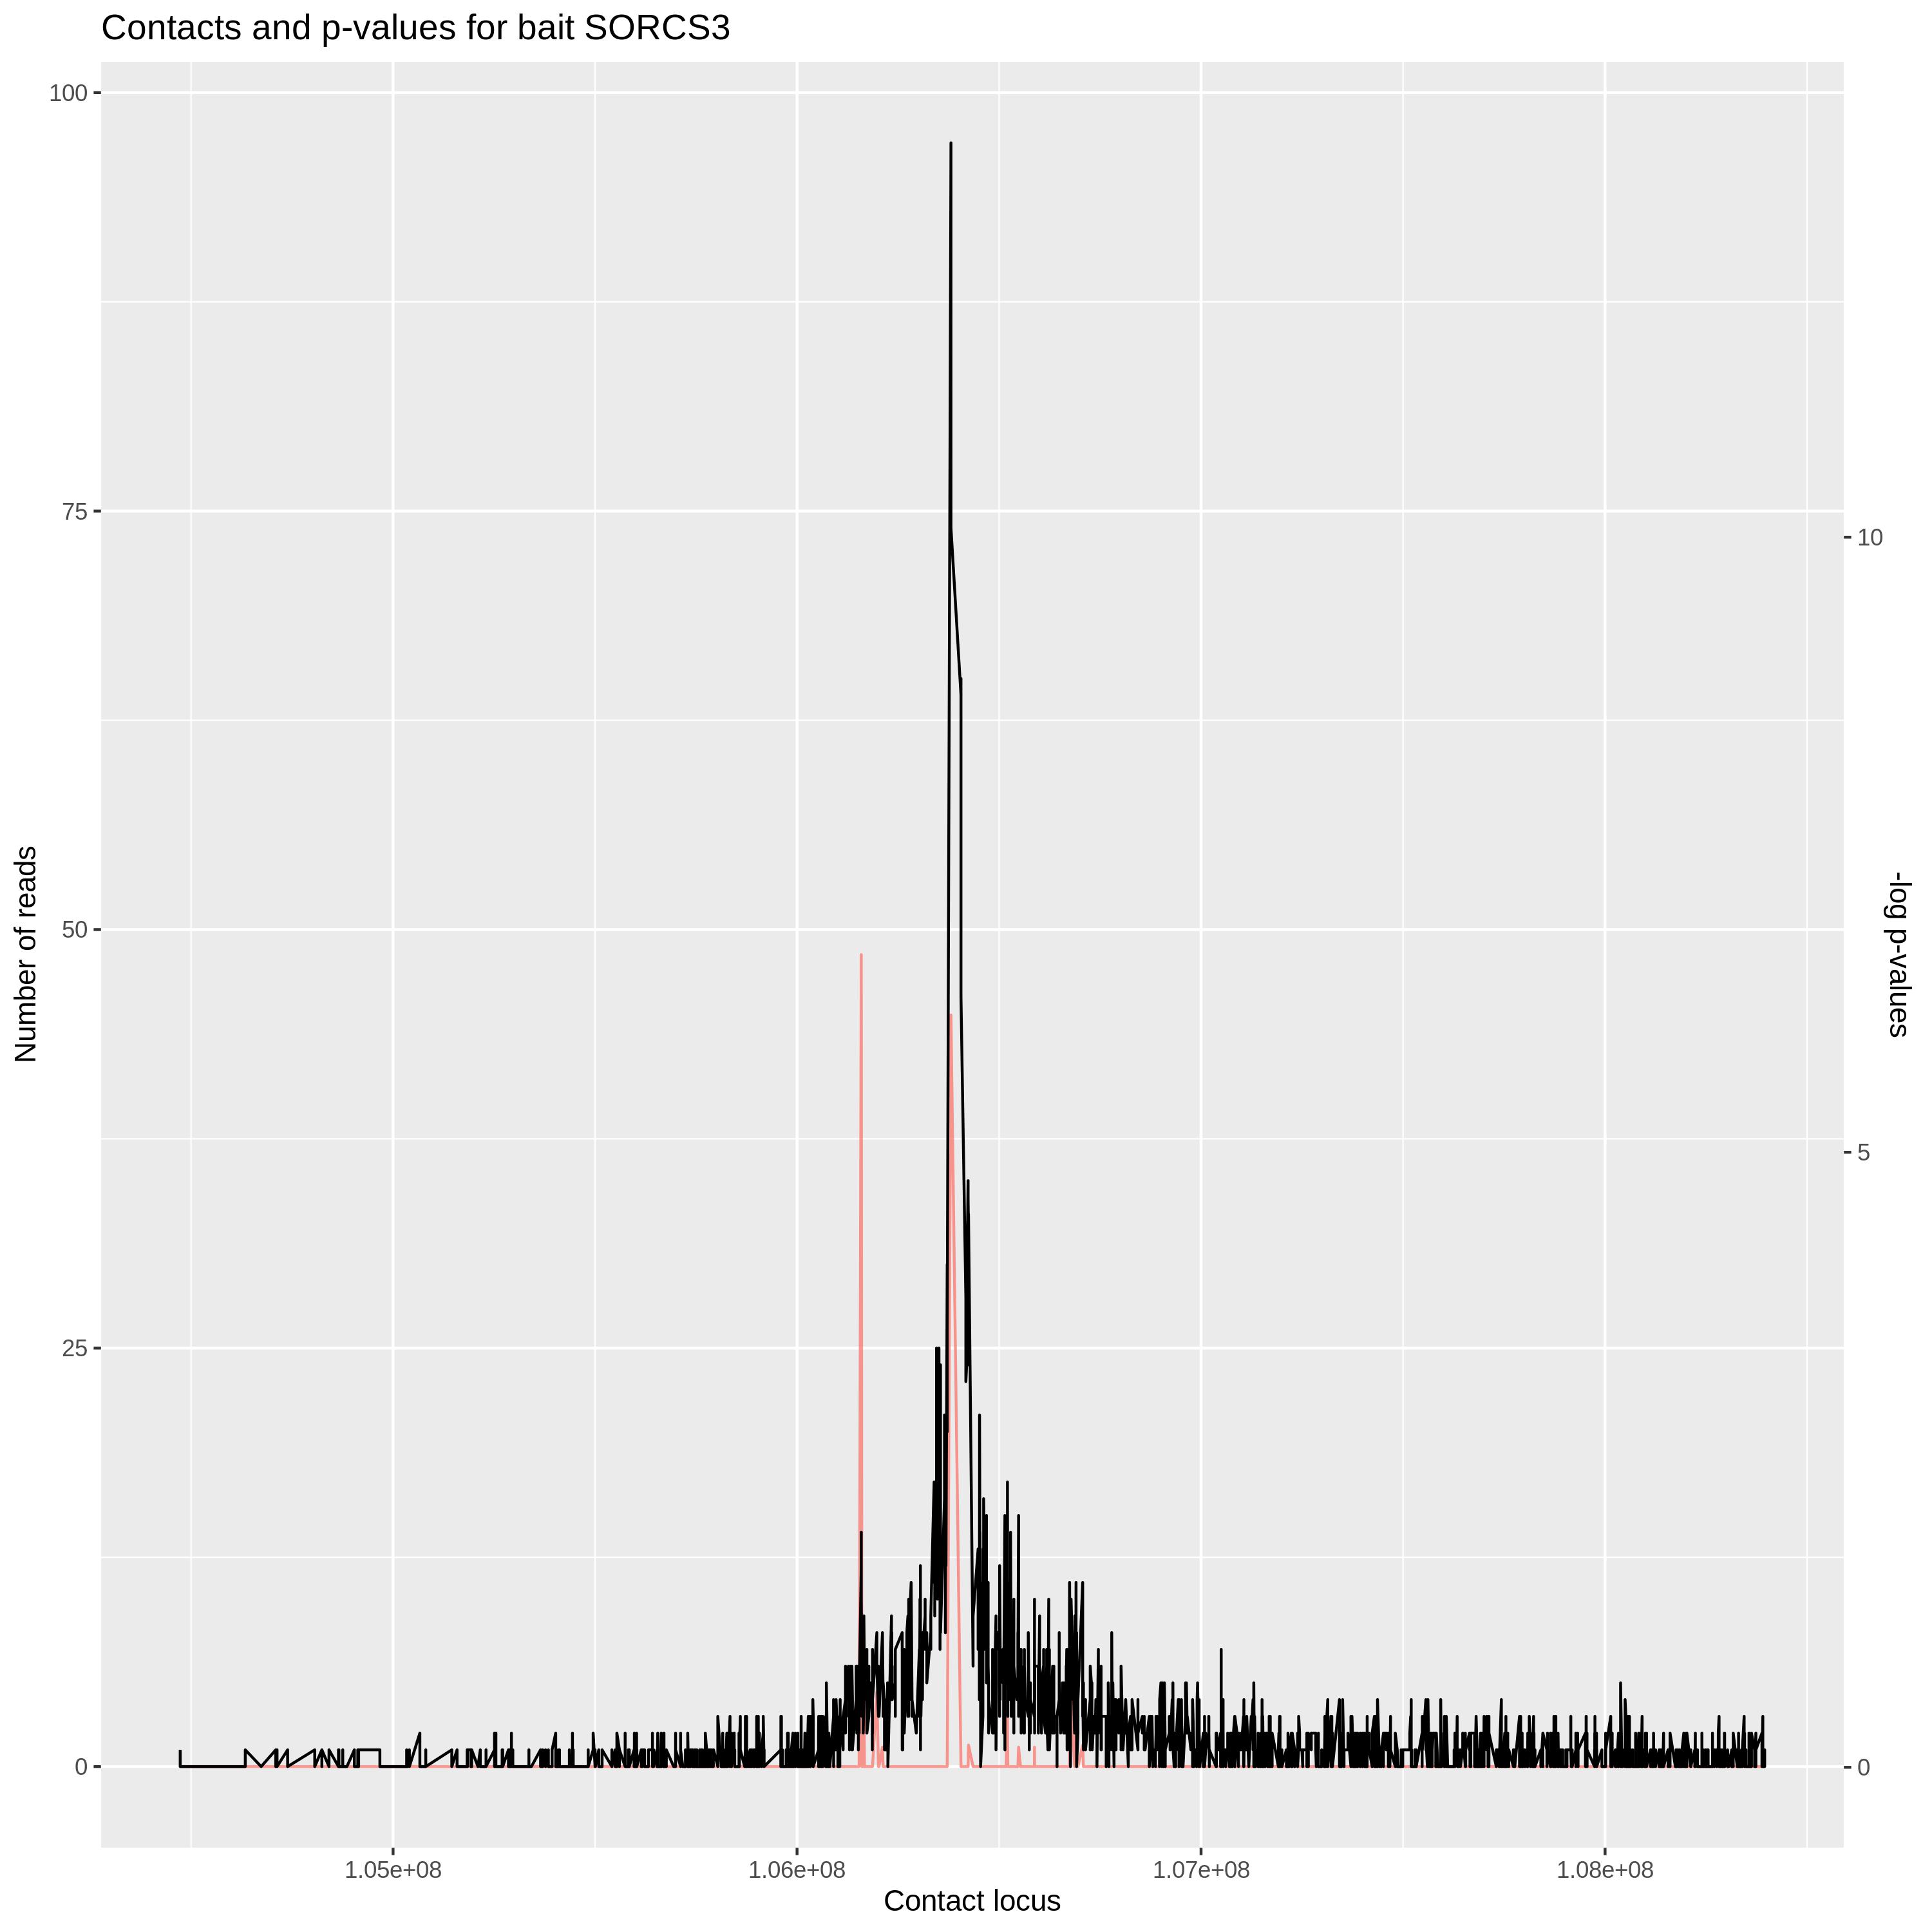 Contacts and p-values for bait SORCS3
100
75
50
25
0
Number of reads
10
5
0
-log p-values
1.05e+08
1.06e+08
1.07e+08
1.08e+08
Contact locus